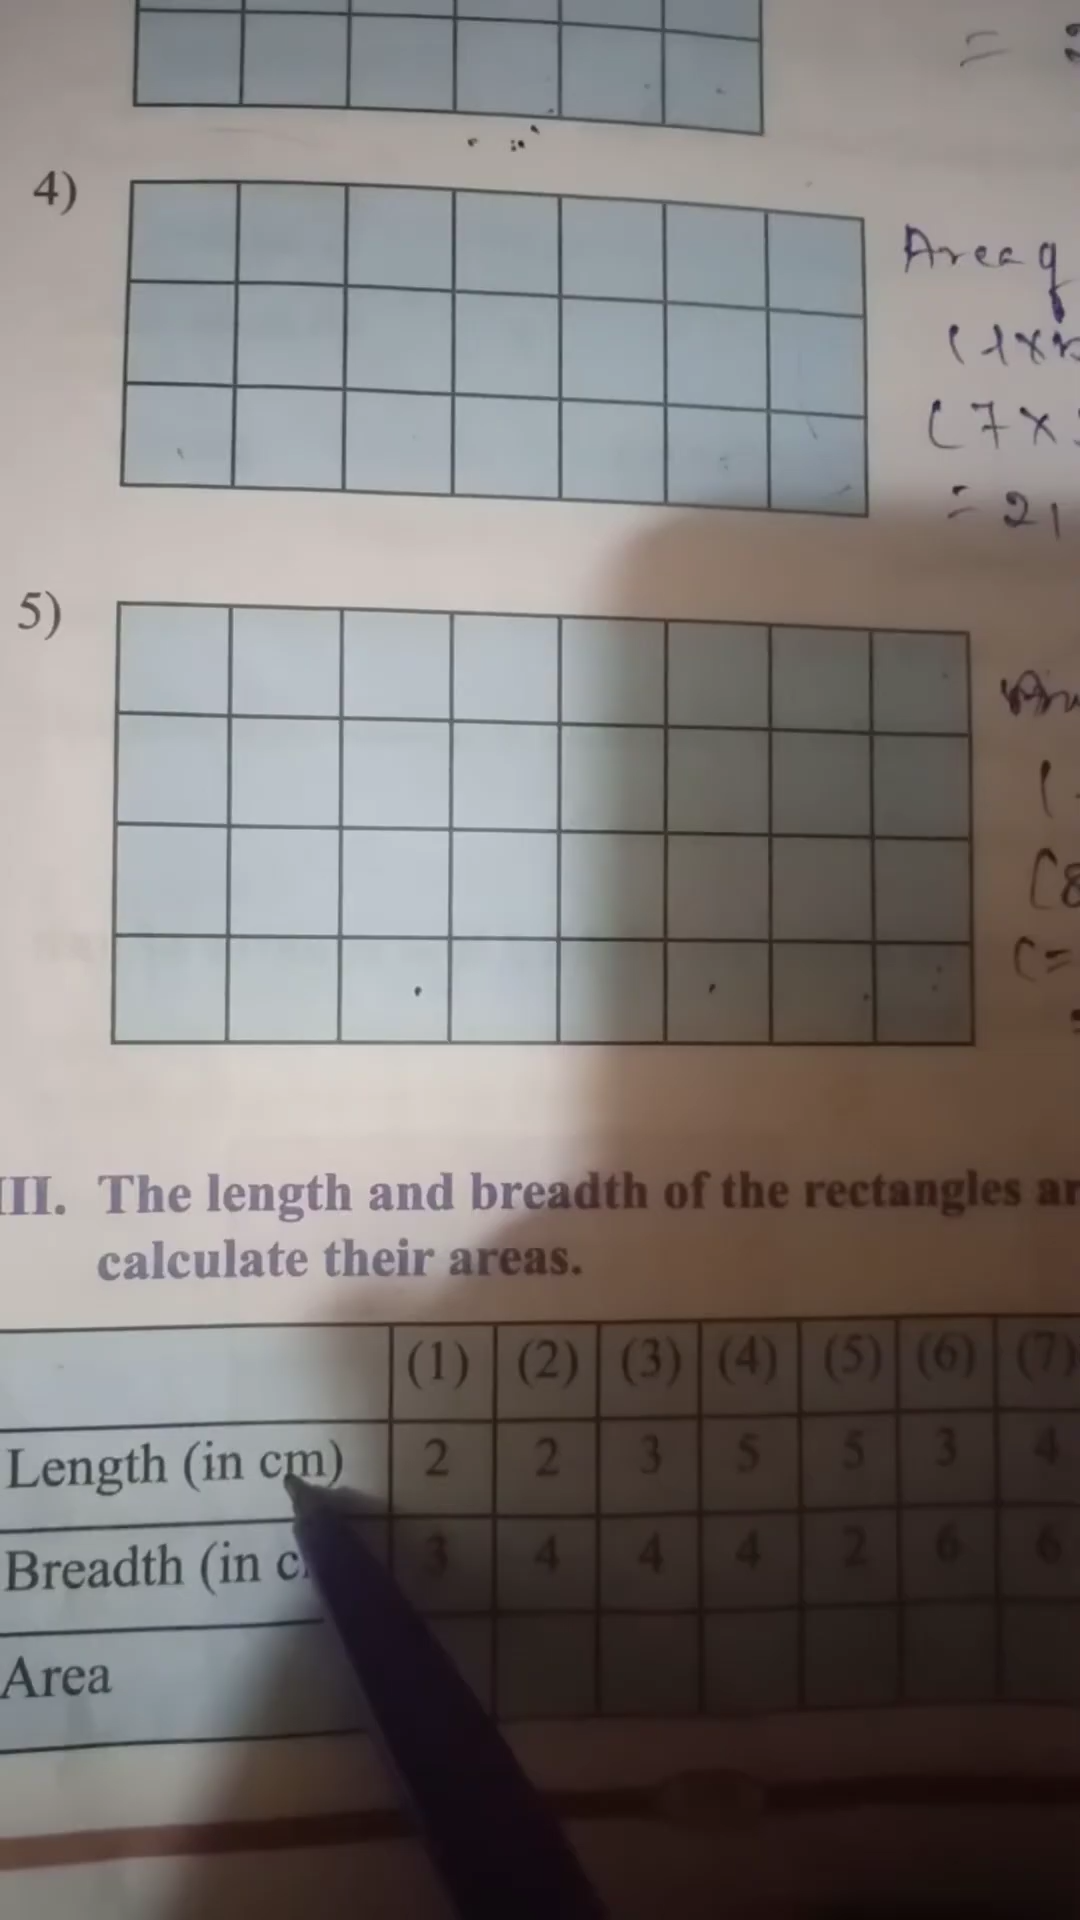 =
4)
Area of
(l×b
(7×
= 21
5)
(
(8
(=
III. The length and breadth of the rectangles ar
calculate their areas.
(1) (2) (3) (4) (5) (6) (7)
Length (in cm) 2 2 3 5 5 3 4
Breadth (in c 3 4 4 4 2 6 6
Area